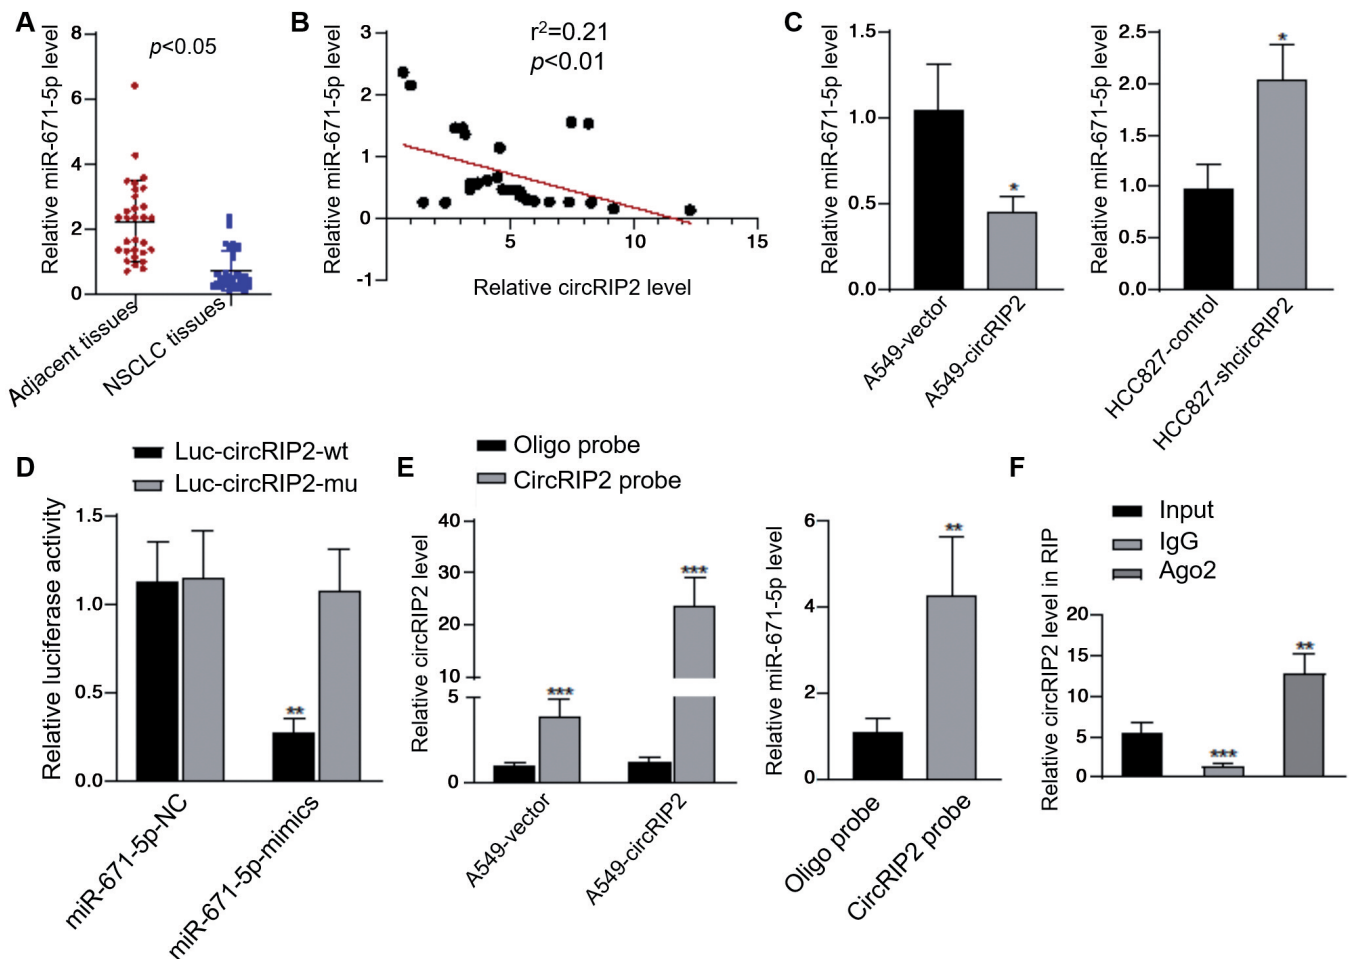 A
Relative miR-671-5p level
8
6
4
2
0
p<0.05
Adjacent tissues
NSCLC tissues
B
Relative miR-671-5p level
3
2
1
0
-1
r2=0.21
p<0.01
5
10
15
Relative circRIP2 level
C
Relative miR-671-5p level
1.5
1.0
0.5
0.0
*
A549-vector
A549-circRIP2
Relative miR-671-5p level
2.5
2.0
1.5
1.0
0.5
0.0
*
HCC827-control
HCC827-shcircRIP2
D
Luc-circRIP2-wt
Luc-circRIP2-mu
Relative luciferase activity
1.5
1.0
0.5
0.0
**
miR-671-5p-NC
miR-671-5p-mimics
E
Oligo probe
CircRIP2 probe
Relative circRIP2 level
40
30
20
10
5
0
***
***
A549-vector
A549-circRIP2
Relative miR-671-5p level
6
4
2
0
**
Oligo probe
CircRIP2 probe
F
Input
IgG
Ago2
Relative circRIP2 level in RIP
20
15
10
5
0
***
**